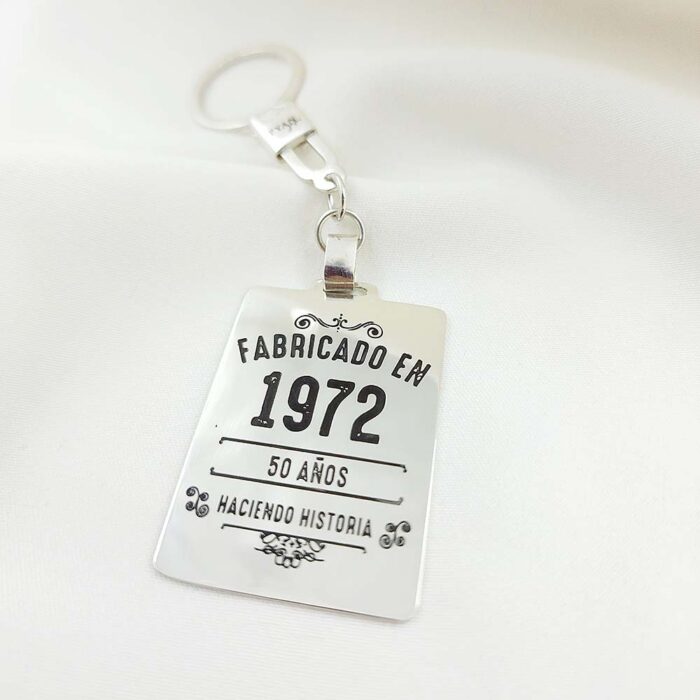 FABRICADO EN
1972
50 AÑOS
HACIENDO HISTORIA